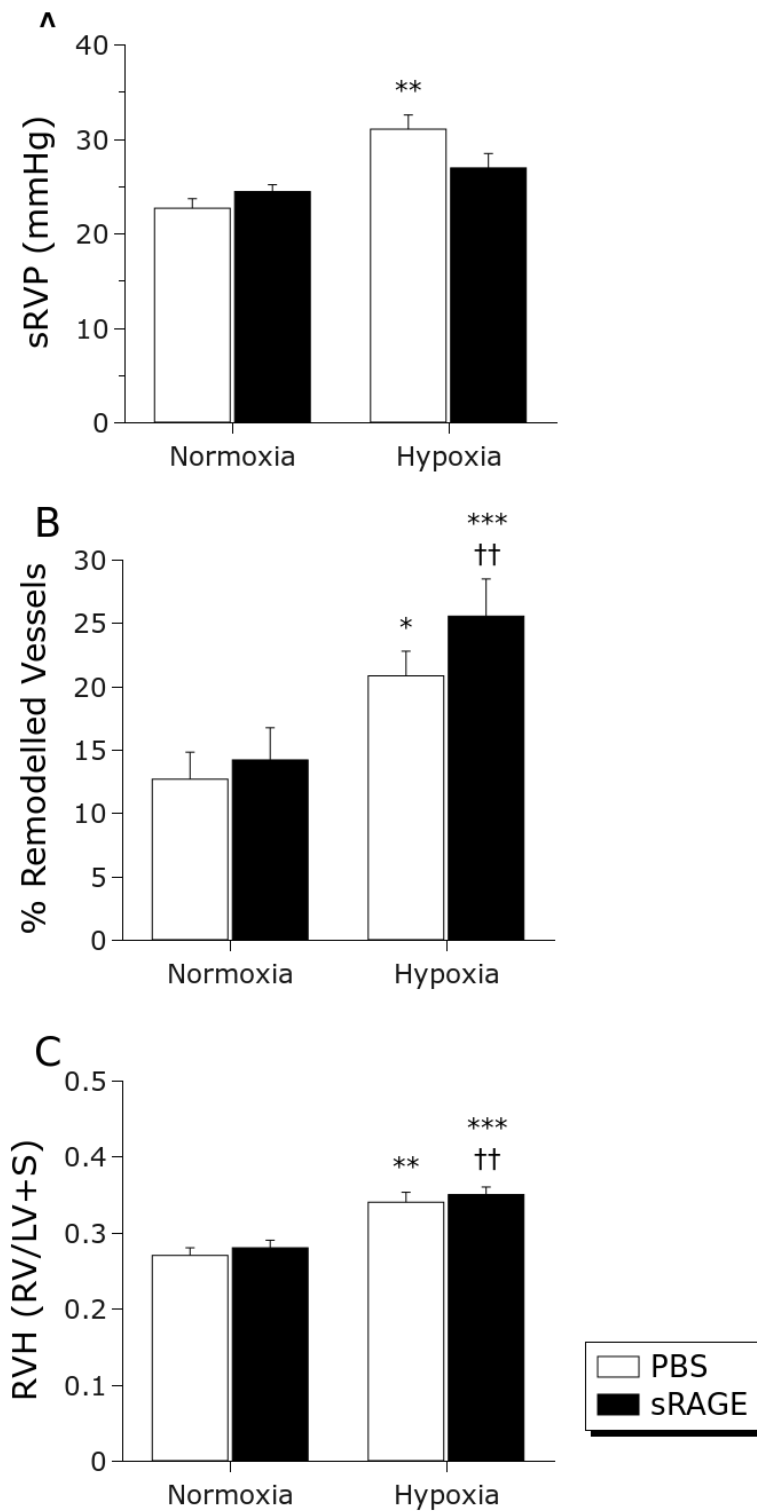 A
40
**
30
20
10
0
sRVP (mmHg)
Normoxia Hypoxia
B
***
††
30
25
*
20
15
10
5
0
% Remodelled Vessels
Normoxia Hypoxia
C
0.5
***
0.4
** ††
0.3
0.2
0.1
0
RVH (RV/LV+S)
Normoxia Hypoxia
PBS
sRAGE